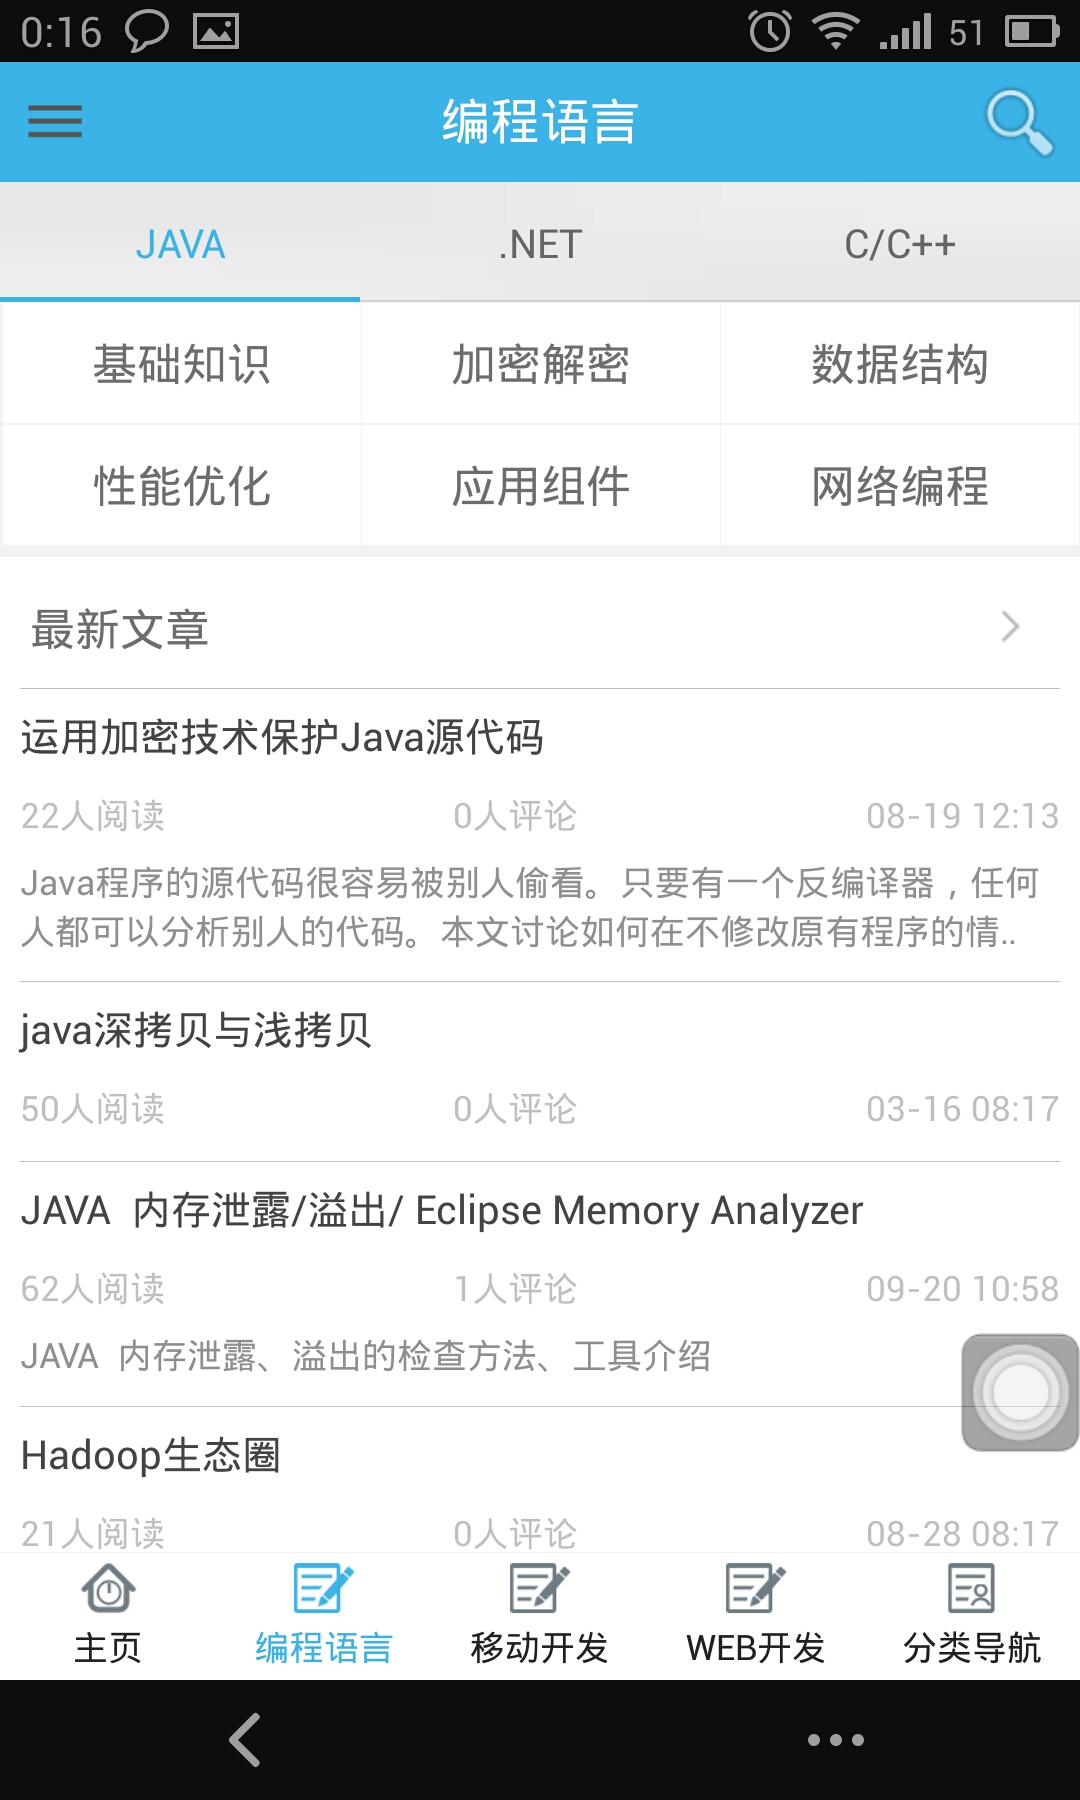 0:16
51
编程语言
JAVA .NET C/C++
基础知识 加密解密 数据结构
性能优化 应用组件 网络编程
最新文章
运用加密技术保护Java源代码
22人阅读 0人评论 08-19 12:13
Java程序的源代码很容易被别人偷看。只要有一个反编译器，任何
人都可以分析别人的代码。本文讨论如何在不修改原有程序的情..
java深拷贝与浅拷贝
50人阅读 0人评论 03-16 08:17
JAVA 内存泄露/溢出/ Eclipse Memory Analyzer
62人阅读 1人评论 09-20 10:58
JAVA 内存泄露、溢出的检查方法、工具介绍
Hadoop生态圈
21人阅读 0人评论 08-28 08:17
主页 编程语言 移动开发 WEB开发 分类导航